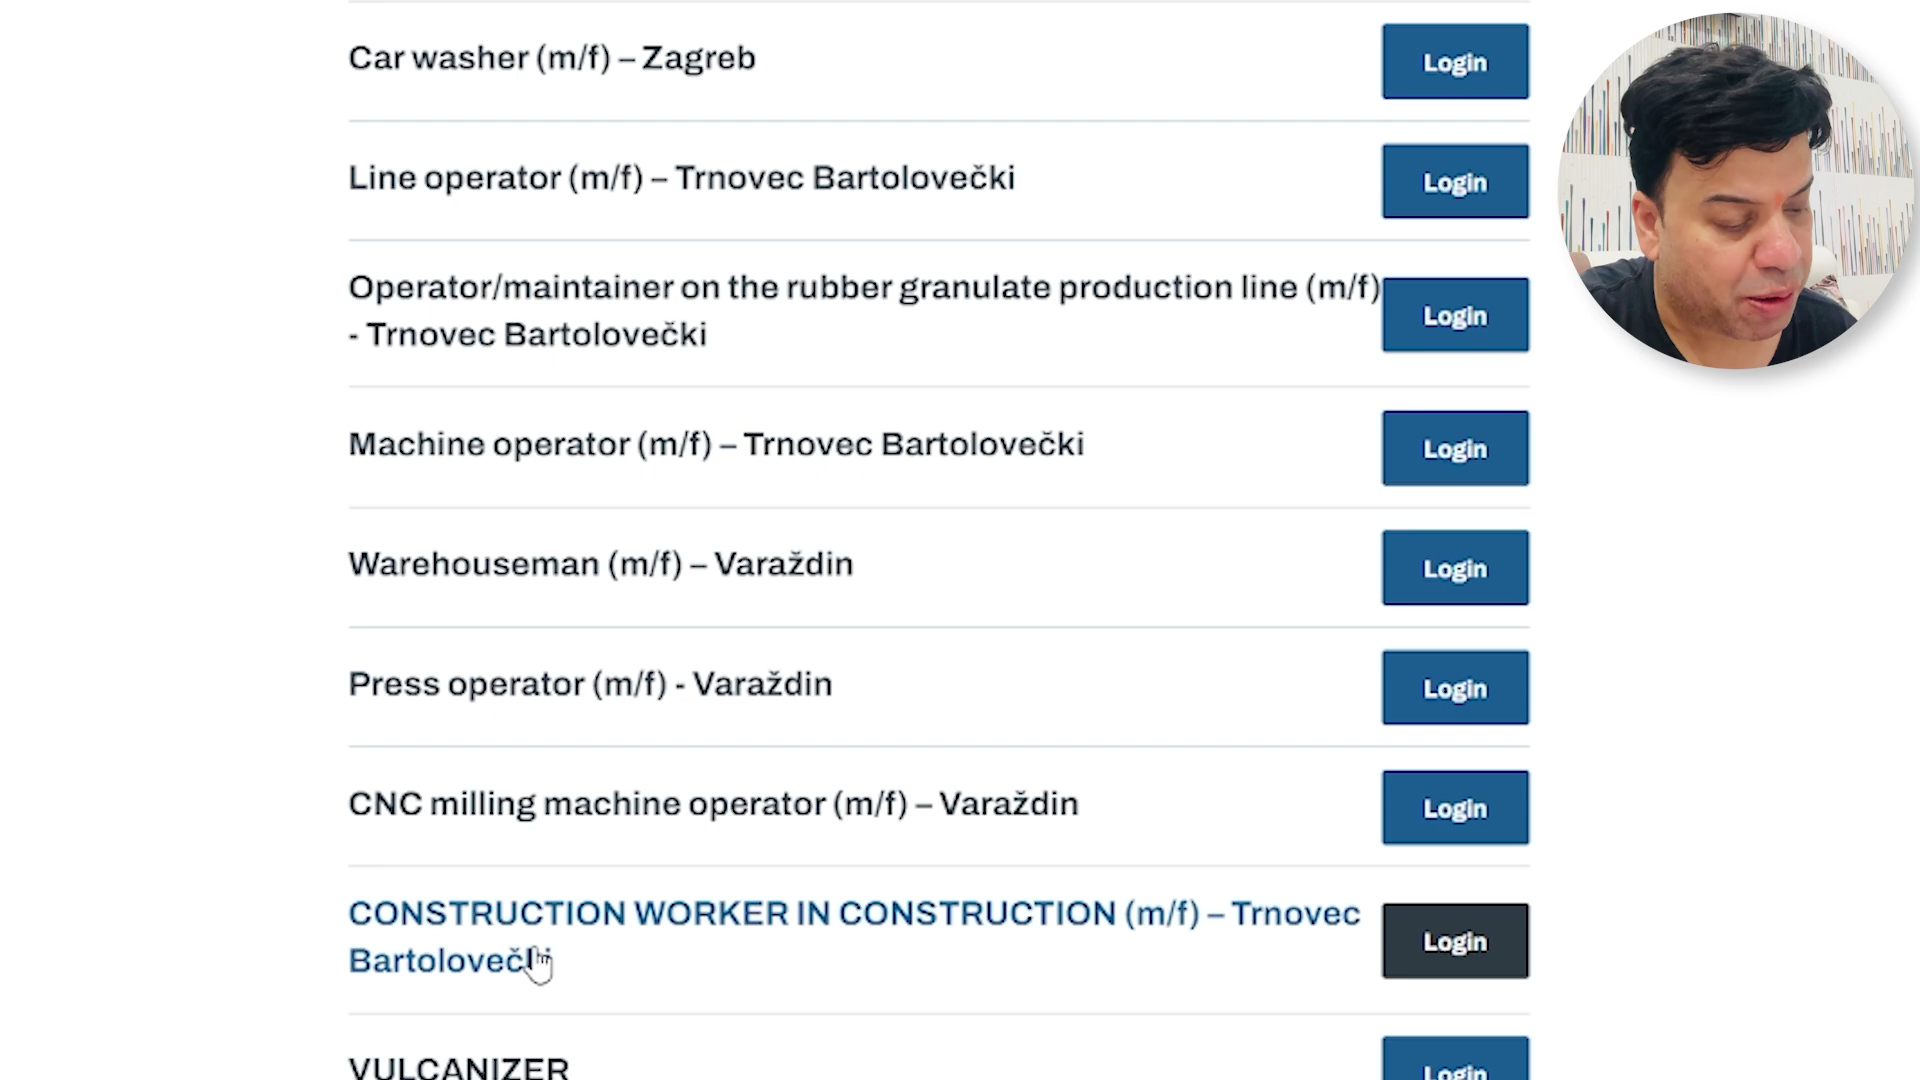 Car washer (m/f) – Zagreb
Login
Line operator (m/f) – Trnovec Bartolovečki
Login
Operator/maintainer on the rubber granulate production line (m/f)
- Trnovec Bartolovečki
Login
Machine operator (m/f) – Trnovec Bartolovečki
Login
Warehouseman (m/f) – Varaždin
Login
Press operator (m/f) - Varaždin
Login
CNC milling machine operator (m/f) – Varaždin
Login
CONSTRUCTION WORKER IN CONSTRUCTION (m/f) – Trnovec
Bartolovečki
Login
VULCANIZER
Login